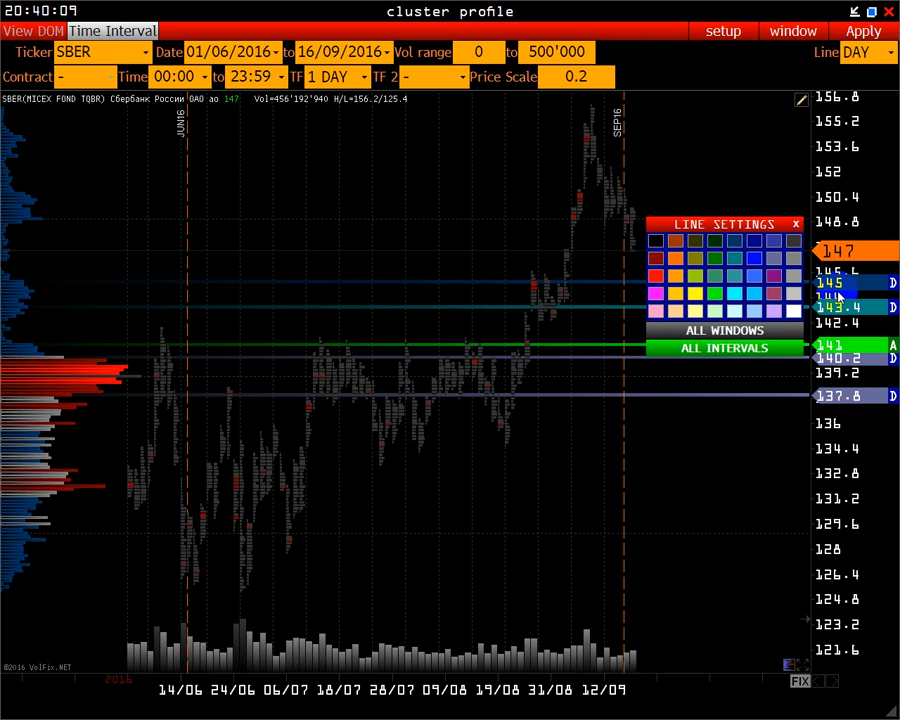 20:40:09 cluster profile
View DOM Time Interval setup window Apply
Ticker SBER Date 01/06/2016 to 16/09/2016 Vol range 0 to 500'000 Line DAY
Contract - Time 00:00 to 23:59 TF 1 DAY TF 2 - Price Scale 0.2
SBER(MICEX FOND TQBR) Сбербанк России ОАО ао 147 Vol=456'192'940 H/L=156.2/125.4
JUN16
SEP16
156.8
155.2
153.6
152
150.4
148.8
LINE SETTINGS x
147
145 D
143.4 D
142.4
ALL WINDOWS
141 A
ALL INTERVALS
140.2 D
139.2
137.8 D
136
134.4
132.8
131.2
129.6
128
126.4
124.8
123.2
121.6
©2016 VolFix.NET
2016
FIX
14/06 24/06 06/07 18/07 28/07 09/08 19/08 31/08 12/09